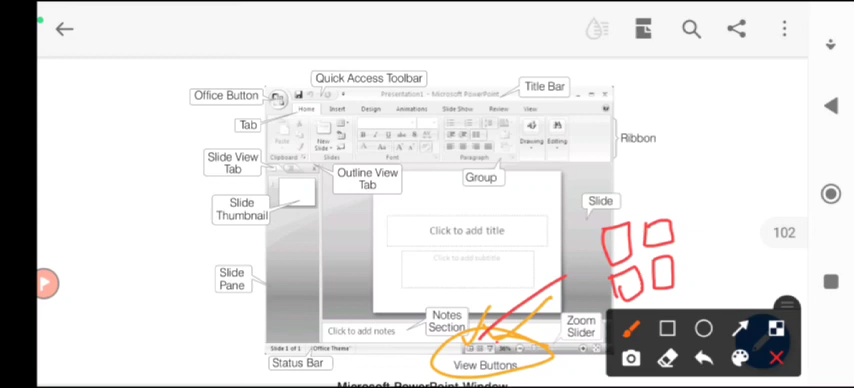 Quick Access Toolbar
Title Bar
Office Button
Presentation1 - Microsoft PowerPoint
Home Insert Design Animations Slide Show Review View
Tab
Ribbon
Paste
New
Slide
Drawing Editing
Clipboard Slides Font Paragraph
Slide View
Tab
Outline View
Tab
Group
Slide
Thumbnail
Slide
Click to add title
102
Click to add subtitle
Slide
Pane
Notes
Section
Click to add notes
Zoom
Slider
Slide 1 of 1 "Office Theme"
36%
Status Bar
View Buttons
Microsoft PowerPoint Window